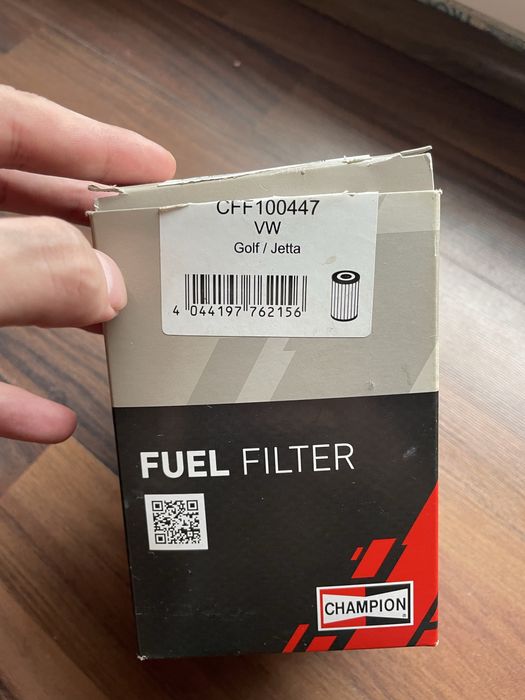 CFF100447
VW
Golf / Jetta
4 044197 762156
FUEL FILTER
CHAMPION